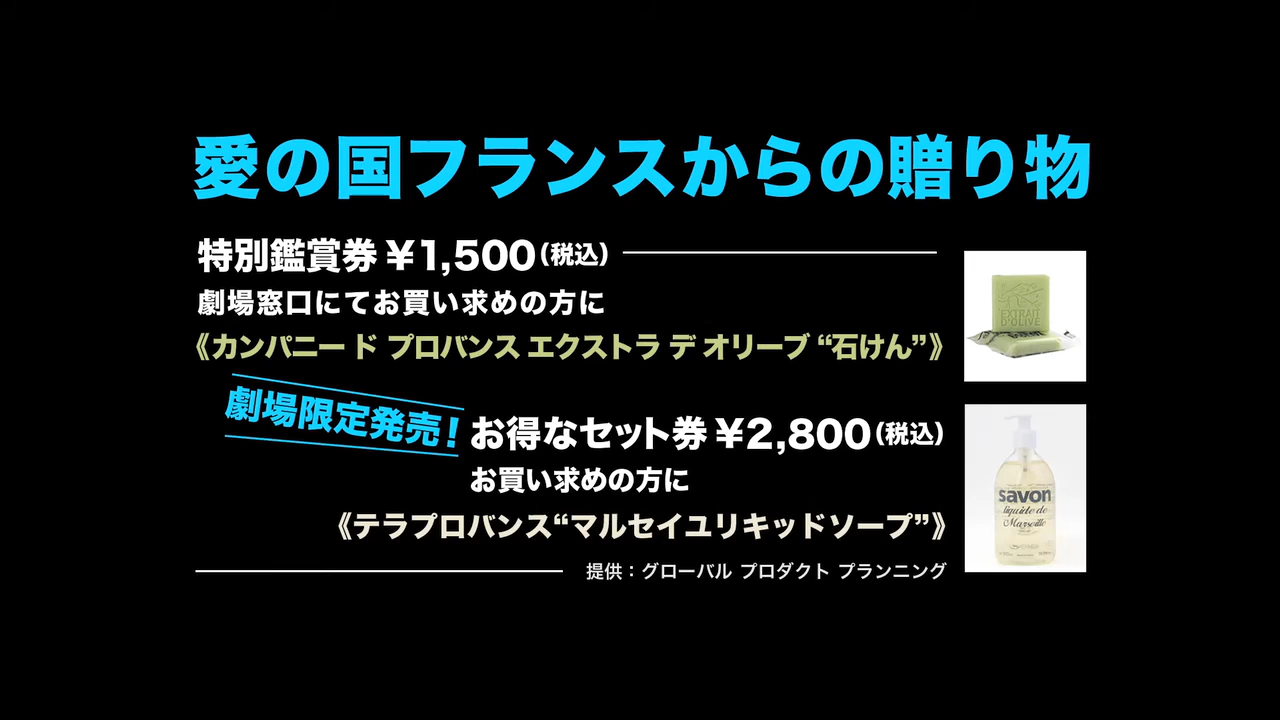 愛の国フランスからの贈り物
特別鑑賞券 ¥1,500(税込)
劇場窓口にてお買い求めの方に
《カンパニー ド プロバンス エクストラ デ オリーブ “石けん”》
EXTRAIT
D'OLIVE
劇場限定発売!
お得なセット券 ¥2,800(税込)
お買い求めの方に
《テラプロバンス“マルセイユリキッドソープ”》
savon
liquide de
Marseille
提供:グローバル プロダクト プランニング